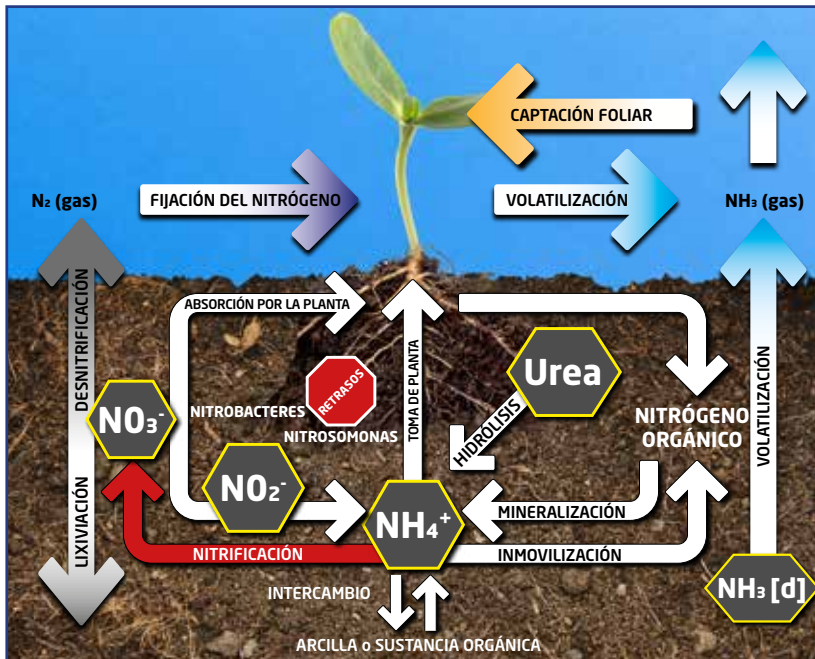 CAPTACIÓN FOLIAR
N₂ (gas)
FIJACIÓN DEL NITRÓGENO
VOLATILIZACIÓN
NH₃ (gas)
DESNITRIFICACIÓN
LIXIVIACIÓN
ABSORCIÓN POR LA PLANTA
NO₃⁻
NITROBACTERES
RETRASOS
NITROSOMONAS
TOMA DE PLANTA
Urea
HIDRÓLISIS
NITRÓGENO
ORGÁNICO
VOLATILIZACIÓN
NO₂⁻
NH₄⁺
MINERALIZACIÓN
NITRIFICACIÓN
INMOVILIZACIÓN
NH₃ [d]
INTERCAMBIO
ARCILLA o SUSTANCIA ORGÁNICA